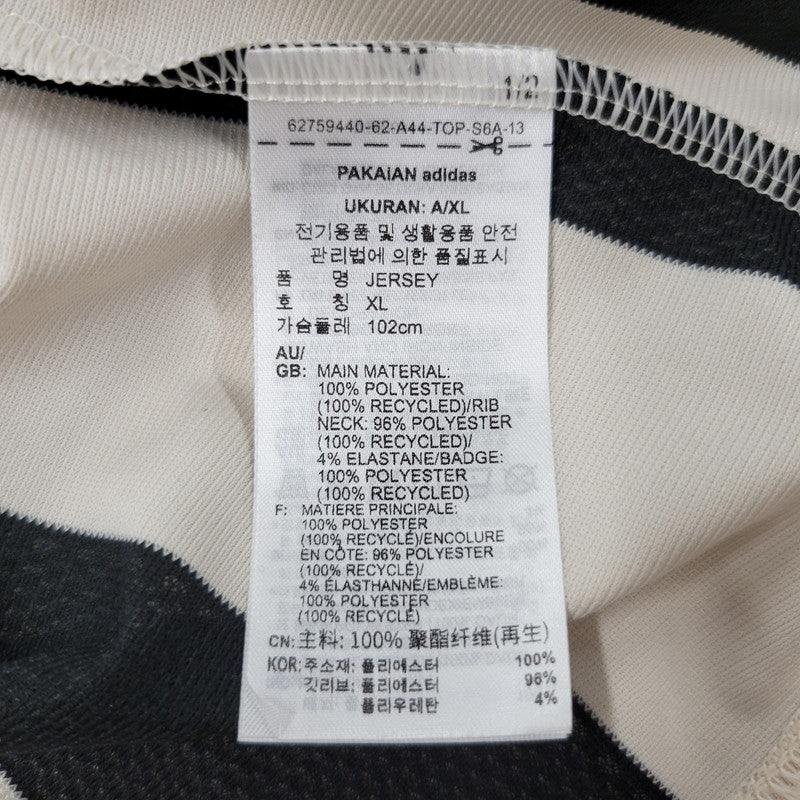 1/2
62759440-62-A44-TOP-S6A-13
PAKAIAN adidas
UKURAN: A/XL
전기용품 및 생활용품 안전
관리법에 의한 품질표시
품 명 JERSEY
호 칭 XL
가슴둘레 102cm
AU/
GB: MAIN MATERIAL:
100% POLYESTER
(100% RECYCLED)/RIB
NECK: 96% POLYESTER
(100% RECYCLED)/
4% ELASTANE/BADGE:
100% POLYESTER
(100% RECYCLED)
F: MATIÈRE PRINCIPALE:
100% POLYESTER
(100% RECYCLÉ)/ENCOLURE
EN CÔTE: 96% POLYESTER
(100% RECYCLÉ)/
4% ÉLASTHANNE/EMBLÈME:
100% POLYESTER
(100% RECYCLÉ)
CN: 主料: 100% 聚酯纤维(再生)
KOR: 주소재: 폴리에스터 100%
깃리브: 폴리에스터 96%
폴리우레탄 4%